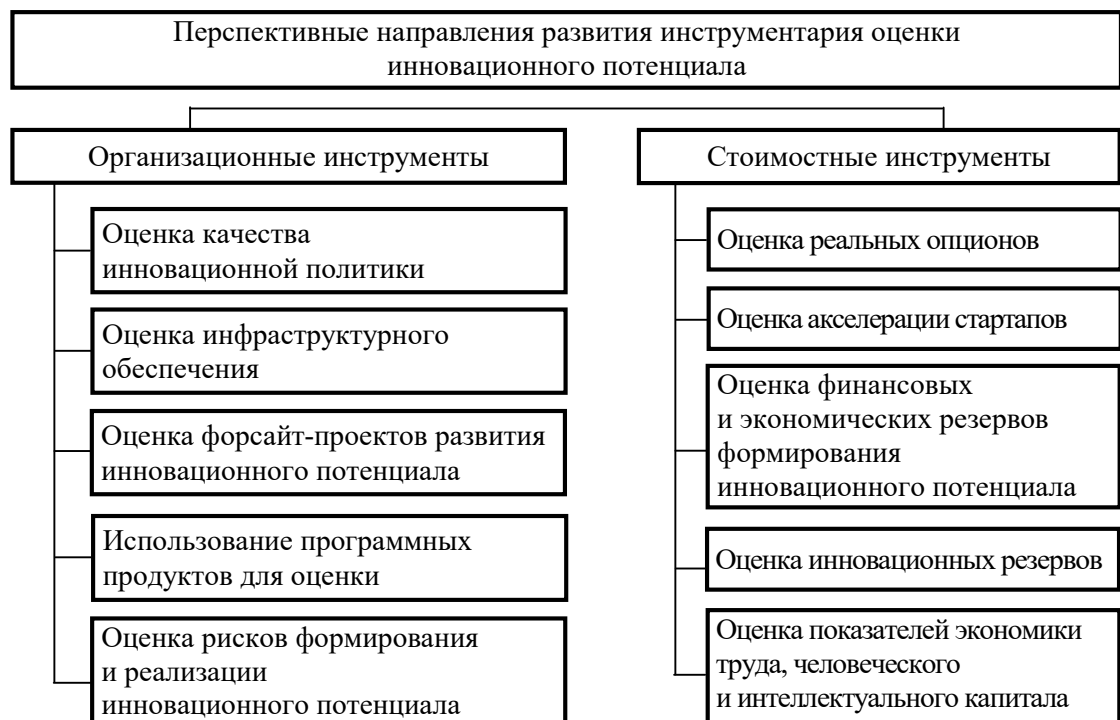 Перспективные направления развития инструментария оценки
инновационного потенциала
Организационные инструменты
Оценка качества
инновационной политики
Оценка инфраструктурного
обеспечения
Оценка форсайт-проектов развития
инновационного потенциала
Использование программных
продуктов для оценки
Оценка рисков формирования
и реализации
инновационного потенциала
Стоимостные инструменты
Оценка реальных опционов
Оценка акселерации стартапов
Оценка финансовых
и экономических резервов
формирования
инновационного потенциала
Оценка инновационных резервов
Оценка показателей экономики
труда, человеческого
и интеллектуального капитала